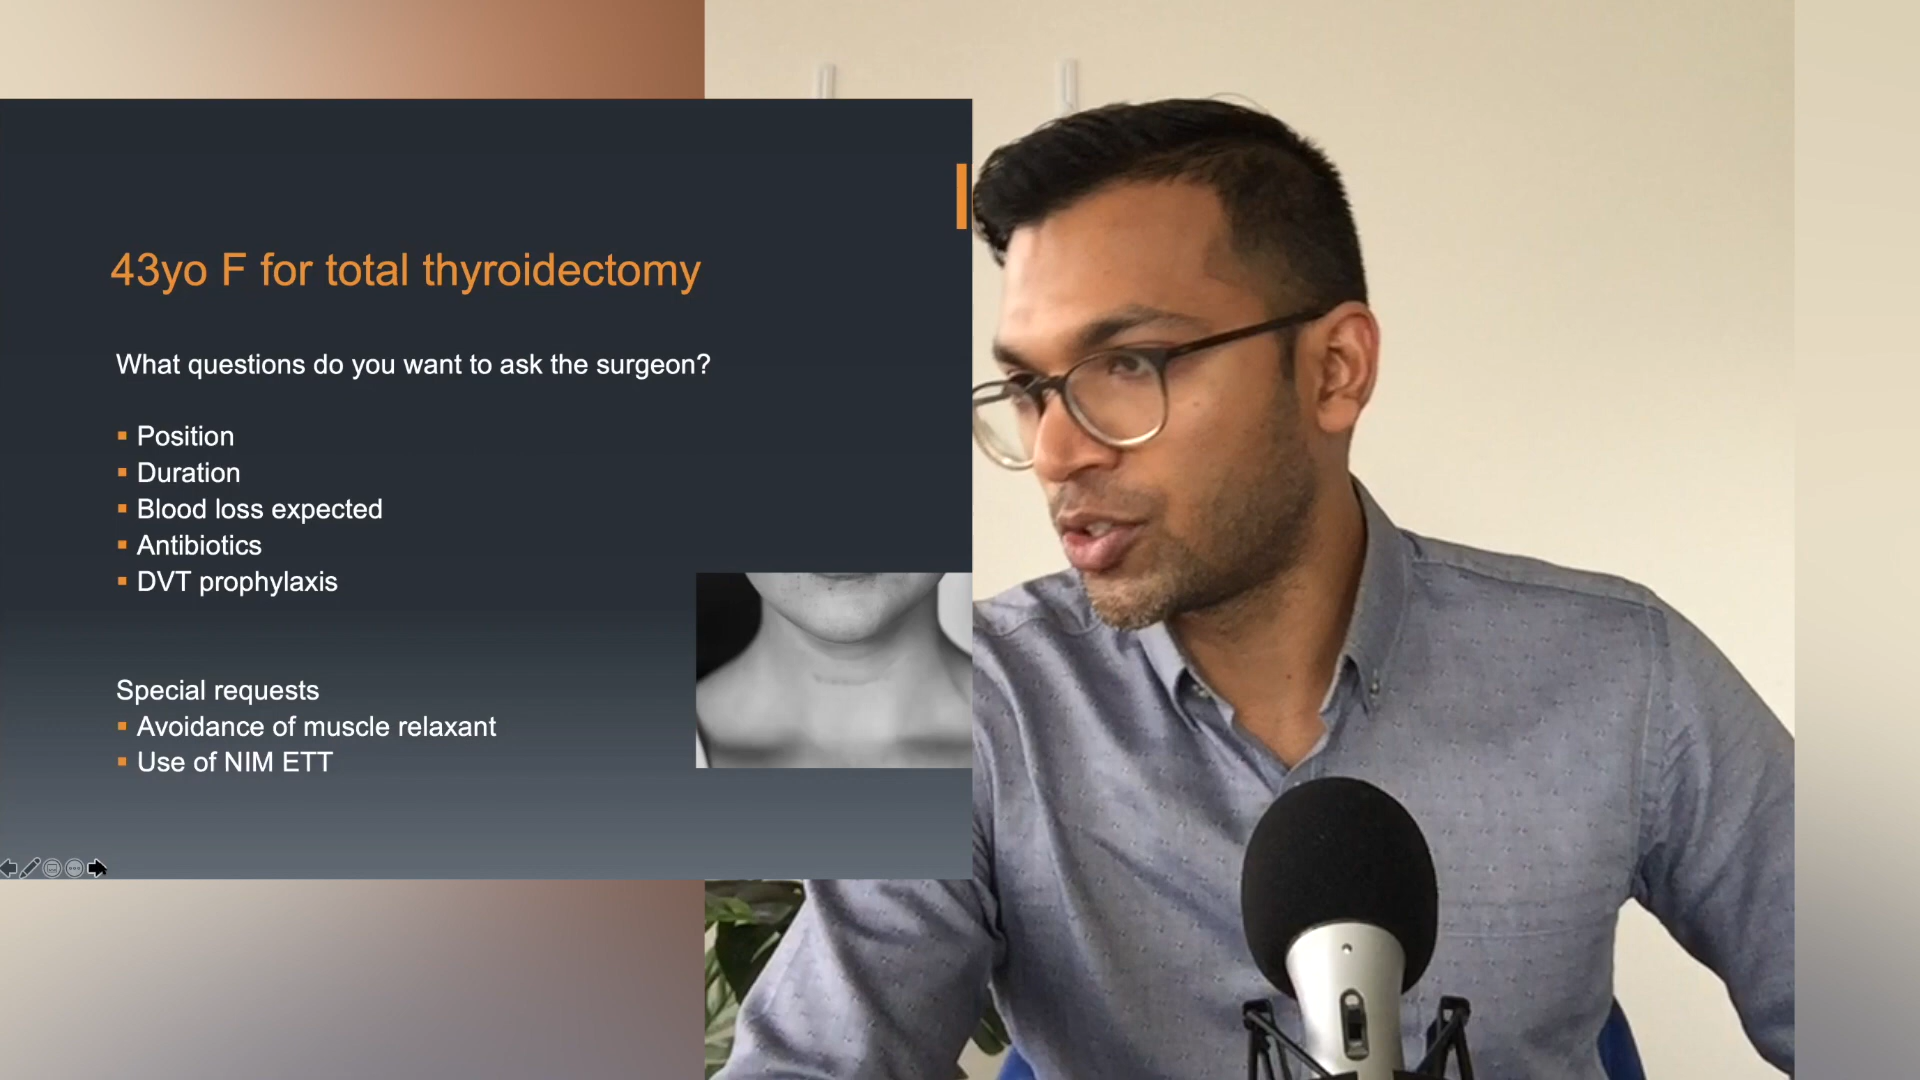 43yo F for total thyroidectomy
What questions do you want to ask the surgeon?
Position
Duration
Blood loss expected
Antibiotics
DVT prophylaxis
Special requests
Avoidance of muscle relaxant
Use of NIM ETT